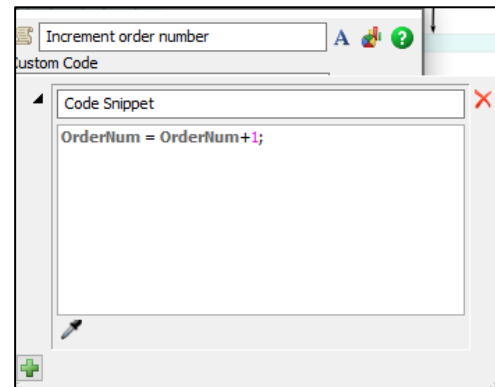 Increment order number
A
ustom Code
Code Snippet
OrderNum = OrderNum+1;